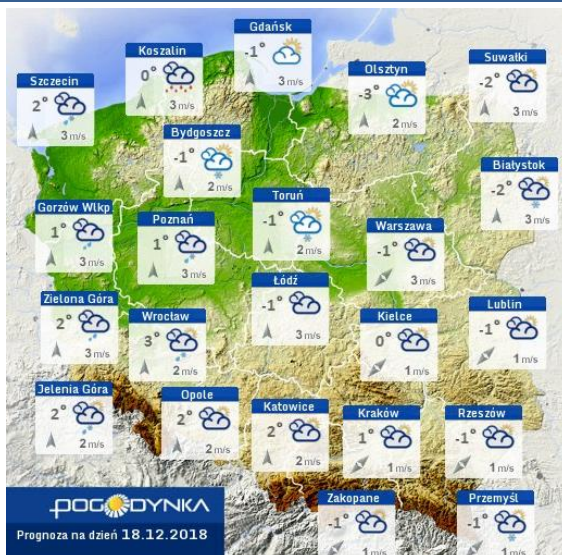 Gdańsk
-1°
3 m/s
Koszalin
0°
3 m/s
Suwałki
-2°
3 m/s
Olsztyn
-3°
2 m/s
Szczecin
2°
3 m/s
Bydgoszcz
-1°
2 m/s
Białystok
-2°
3 m/s
Toruń
-1°
2 m/s
Gorzów Wlkp
1°
3 m/s
Poznań
1°
3 m/s
Warszawa
-1°
3 m/s
Łódź
-1°
3 m/s
Zielona Góra
2°
3 m/s
Lublin
-1°
1 m/s
Wrocław
3°
2 m/s
Kielce
0°
1 m/s
Jelenia Góra
2°
2 m/s
Opole
2°
2 m/s
Katowice
2°
2 m/s
Kraków
1°
1 m/s
Rzeszów
-1°
1 m/s
Zakopane
-1°
1 m/s
Przemyśl
-1°
1 m/s
POGODYNKA
Prognoza na dzień 18.12.2018